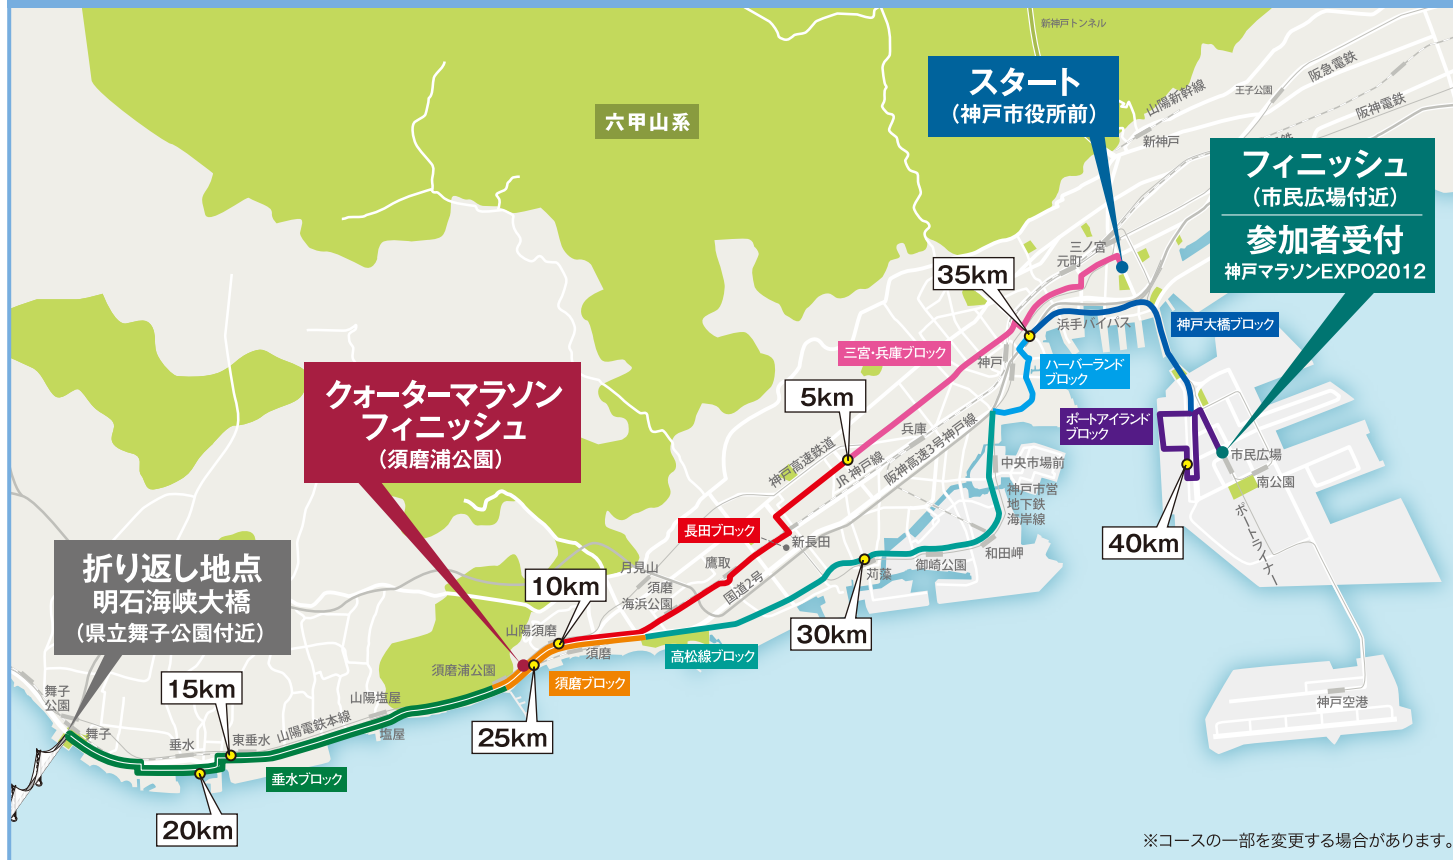 新神戸トンネル
阪急電鉄
スタート
(神戸市役所前)
山陽新幹線
王子公園
阪神電鉄
六甲山系
新神戸
フィニッシュ
(市民広場付近)
参加者受付
神戸マラソンEXPO2012
三ノ宮
元町
35km
浜手バイパス
神戸大橋ブロック
三宮・兵庫ブロック
神戸
ハーバーランド
ブロック
クォーターマラソン
フィニッシュ
(須磨浦公園)
5km
ポートアイランド
ブロック
兵庫
神戸高速鉄道
JR神戸線
阪神高速3号神戸線
中央市場前
市民広場
神戸市営
地下鉄
海岸線
南公園
ポートライナー
長田ブロック
新長田
40km
和田岬
御崎公園
苅藻
鷹取
月見山
国道2号
須磨
海浜公園
折り返し地点
明石海峡大橋
(県立舞子公園付近)
10km
30km
山陽須磨
須磨
高松線ブロック
須磨浦公園
須磨ブロック
15km
舞子
公園
山陽塩屋
神戸空港
25km
舞子
垂水
東垂水
山陽電鉄本線
塩屋
垂水ブロック
20km
※コースの一部を変更する場合があります。